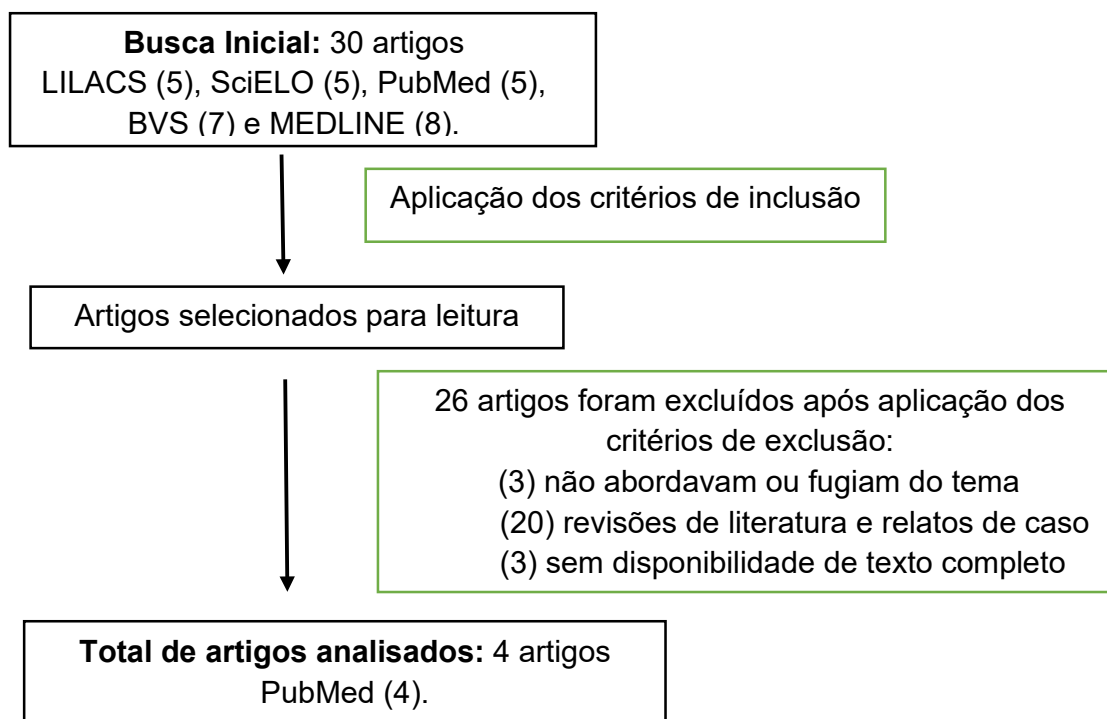 Busca Inicial: 30 artigos
LILACS (5), SciELO (5), PubMed (5),
BVS (7) e MEDLINE (8).
Aplicação dos critérios de inclusão
Artigos selecionados para leitura
26 artigos foram excluídos após aplicação dos
critérios de exclusão:
(3) não abordavam ou fugiam do tema
(20) revisões de literatura e relatos de caso
(3) sem disponibilidade de texto completo
Total de artigos analisados: 4 artigos
PubMed (4).